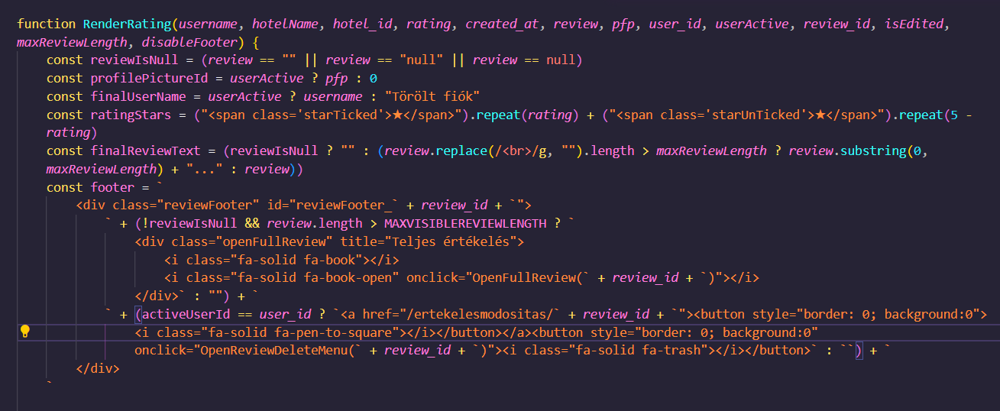 function RenderRating(username, hotelName, hotel_id, rating, created_at, review, pfp, user_id, userActive, review_id, isEdited,
maxReviewLength, disableFooter) {
const reviewIsNull = (review == "" || review == "null" || review == null)
const profilePictureId = userActive ? pfp : 0
const finalUserName = userActive ? username : "Törölt fiók"
const ratingStars = ("<span class='starTicked'>★</span>").repeat(rating) + ("<span class='starUnTicked'>★</span>").repeat(5 -
rating)
const finalReviewText = (reviewIsNull ? "" : (review.replace(/<br>/g, "").length > maxReviewLength ? review.substring(0,
maxReviewLength) + "..." : review))
const footer = `
<div class="reviewFooter" id="reviewFooter_` + review_id + `">
` + (!reviewIsNull && review.length > MAXVISIBLEREVIEWLENGTH ? `
<div class="openFullReview" title="Teljes értékelés">
<i class="fa-solid fa-book"></i>
<i class="fa-solid fa-book-open" onclick="OpenFullReview(` + review_id + `)"></i>
</div>` : "") + `
` + (activeUserId == user_id ? `<a href="/ertekelesmodositas/` + review_id + `"><button style="border: 0; background:0">
<i class="fa-solid fa-pen-to-square"></i></button></a><button style="border: 0; background:0"
onclick="OpenReviewDeleteMenu(` + review_id + `)"><i class="fa-solid fa-trash"></i></button>` : ``) + `
</div>
`